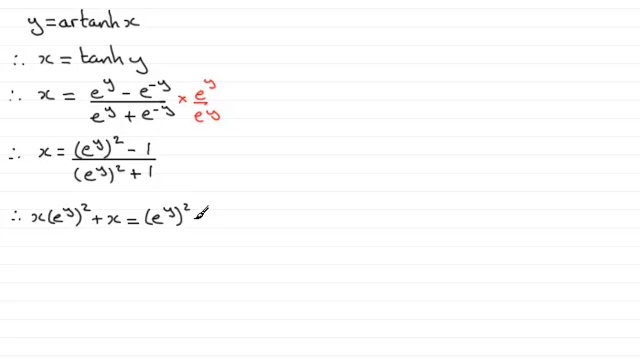 y = artanh x
∴ x = tanh y
∴ x = (e^y − e^−y)/(e^y + e^−y) × e^y/e^y
∴ x = ((e^y)² − 1)/((e^y)² + 1)
∴ x(e^y)² + x = (e^y)²